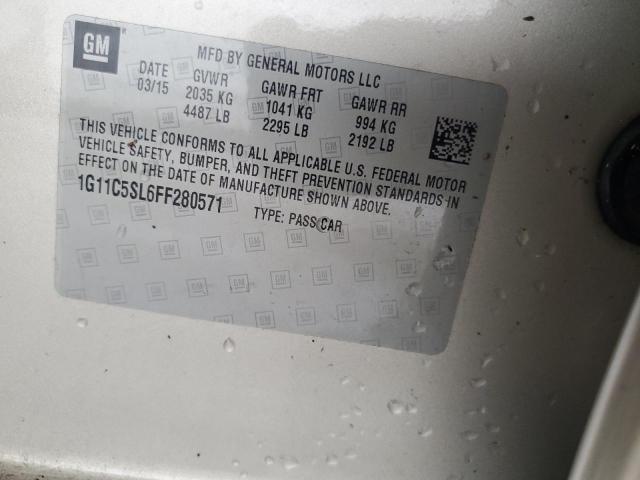 GM
MFD BY GENERAL MOTORS LLC
DATE GVWR GAWR FRT GAWR RR
03/15 2035 KG 1041 KG 994 KG
4487 LB 2295 LB 2192 LB
THIS VEHICLE CONFORMS TO ALL APPLICABLE U.S. FEDERAL MOTOR
VEHICLE SAFETY, BUMPER, AND THEFT PREVENTION STANDARDS IN
EFFECT ON THE DATE OF MANUFACTURE SHOWN ABOVE.
1G11C5SL6FF280571 TYPE: PASS CAR